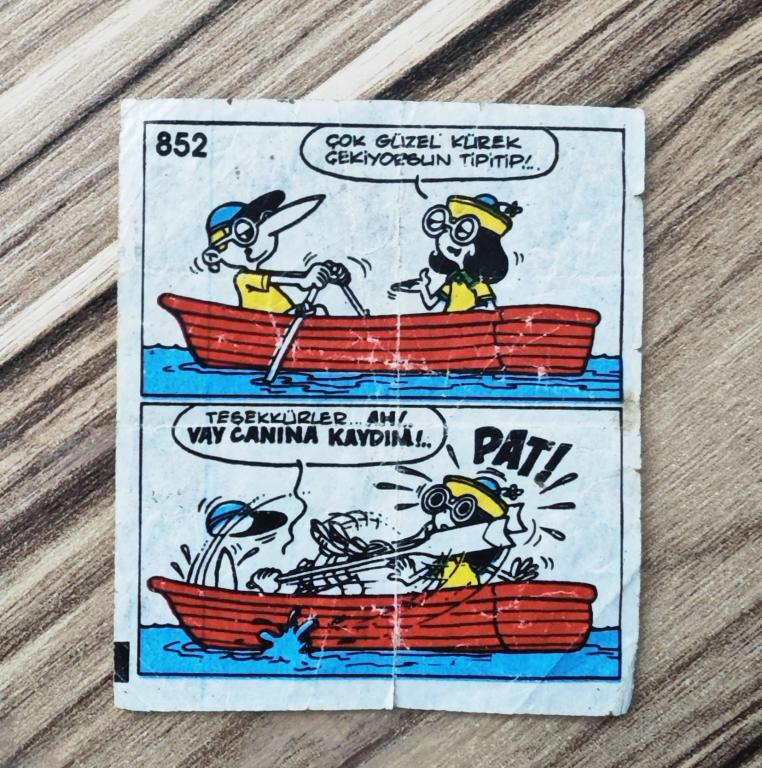 852
ÇOK GÜZEL KÜREK
ÇEKİYORSUN TİPİTİP!..
TEŞEKKÜRLER... AH!.
VAY CANINA KAYDIM!..
PAT!